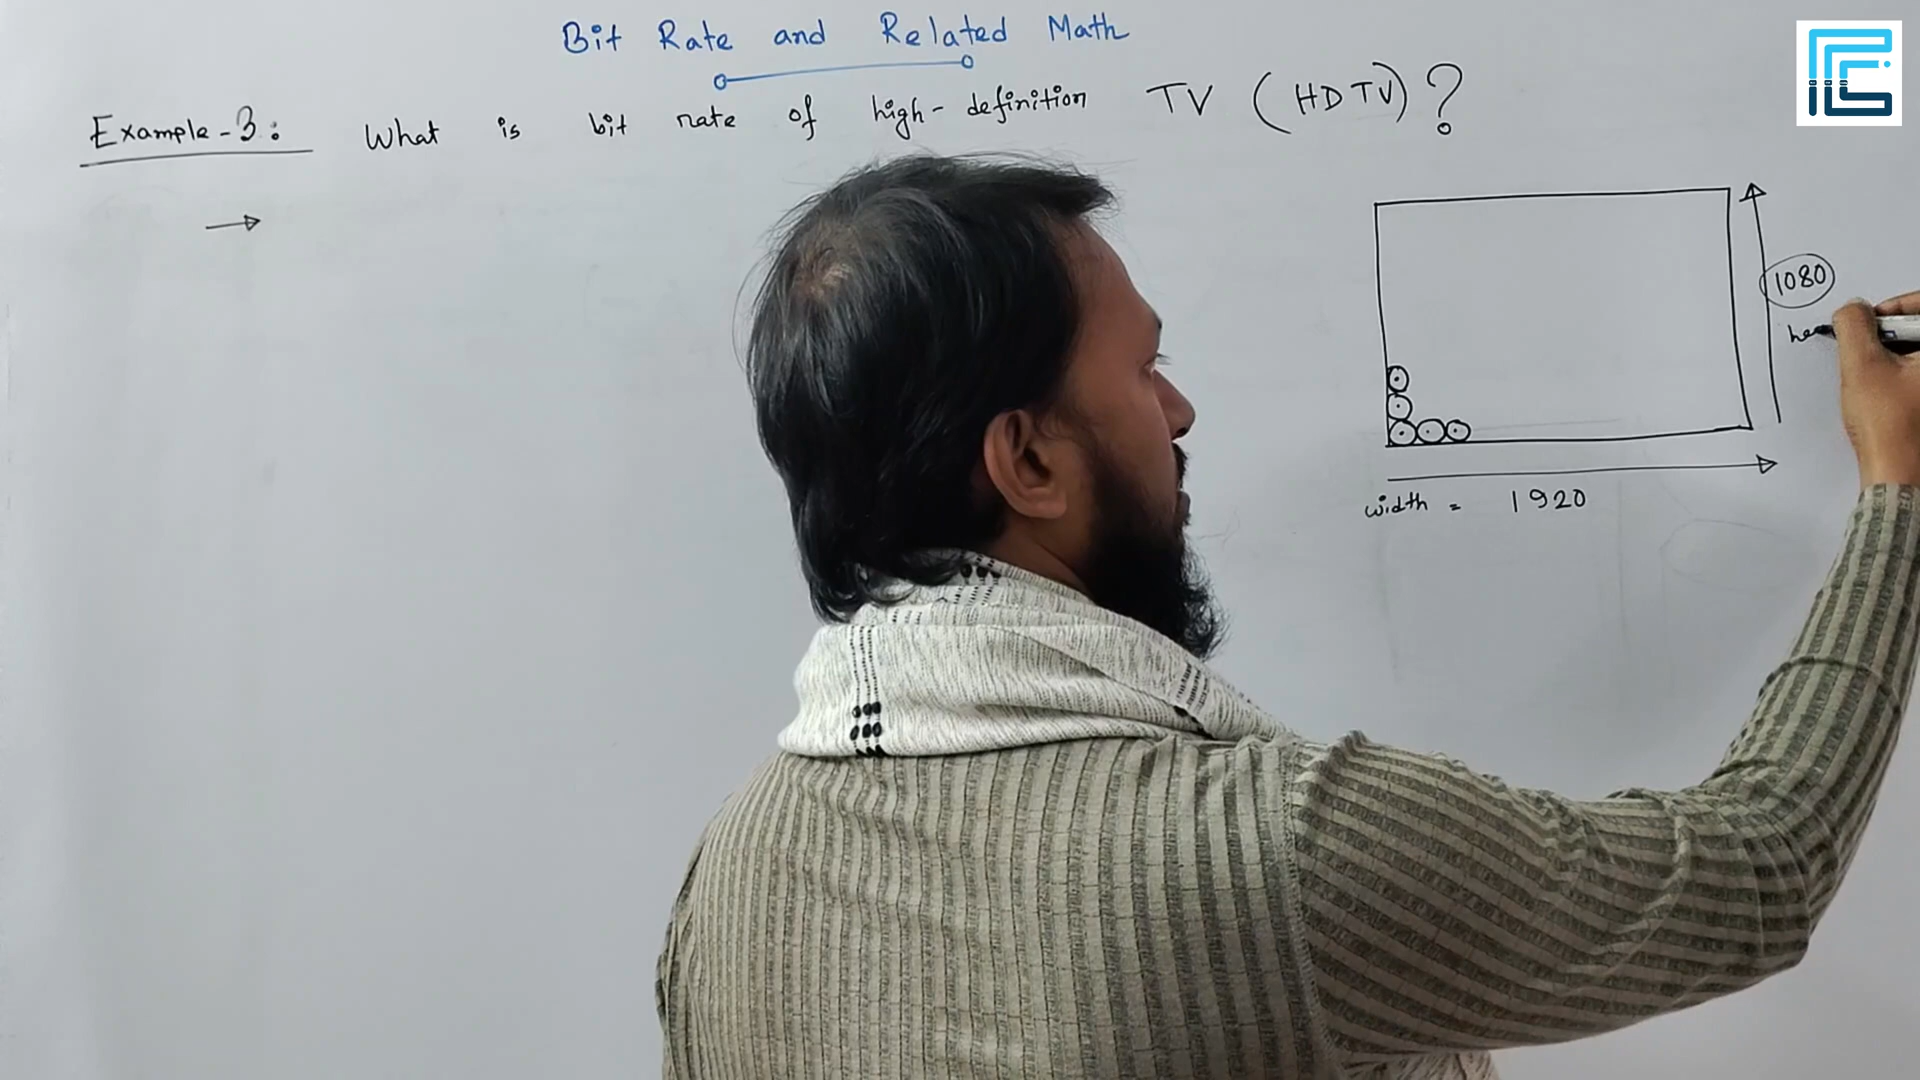 Bit Rate and Related Math
Example-3: What is bit rate of high-definition TV (HDTV)?
1080
he
width = 1920